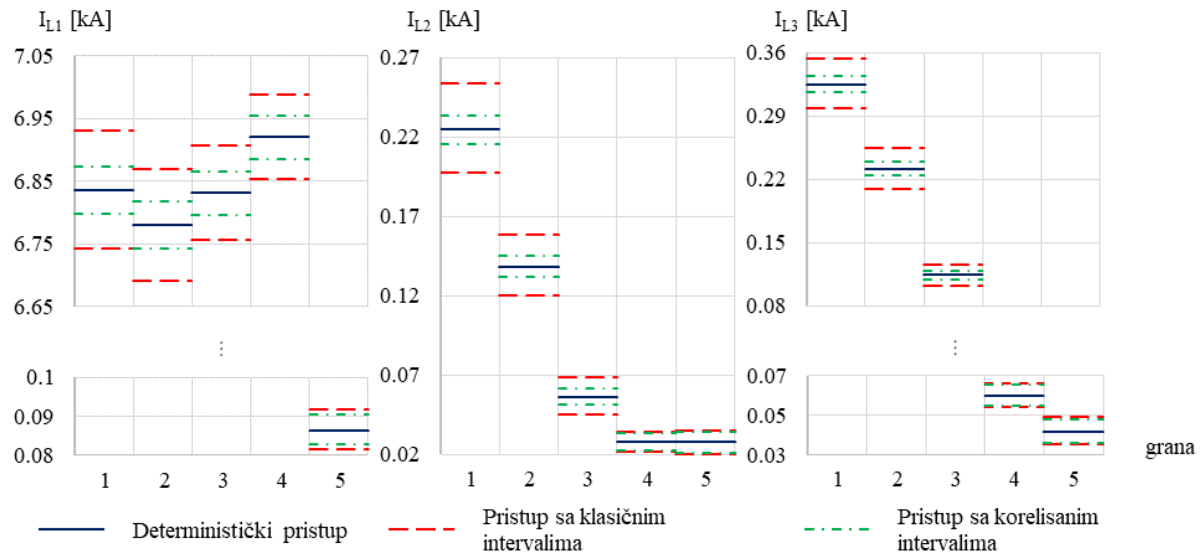 I_L1 [kA]
7.05
6.95
6.85
6.75
6.65
⋮
0.1
0.09
0.08
1 2 3 4 5
I_L2 [kA]
0.27
0.22
0.17
0.12
0.07
0.02
1 2 3 4 5
I_L3 [kA]
0.36
0.29
0.22
0.15
0.08
⋮
0.07
0.05
0.03
1 2 3 4 5
grana
Deterministički pristup
Pristup sa klasičnim
intervalima
Pristup sa korelisanim
intervalima